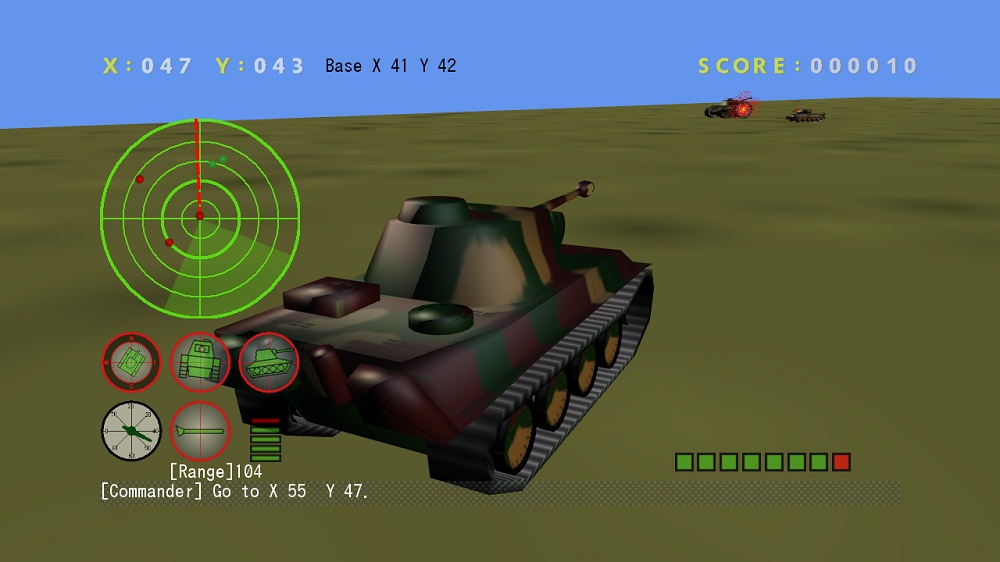 X:047 Y:043 Base X 41 Y 42 SCORE:000010
[Range]104
[Commander] Go to X 55 Y 47.